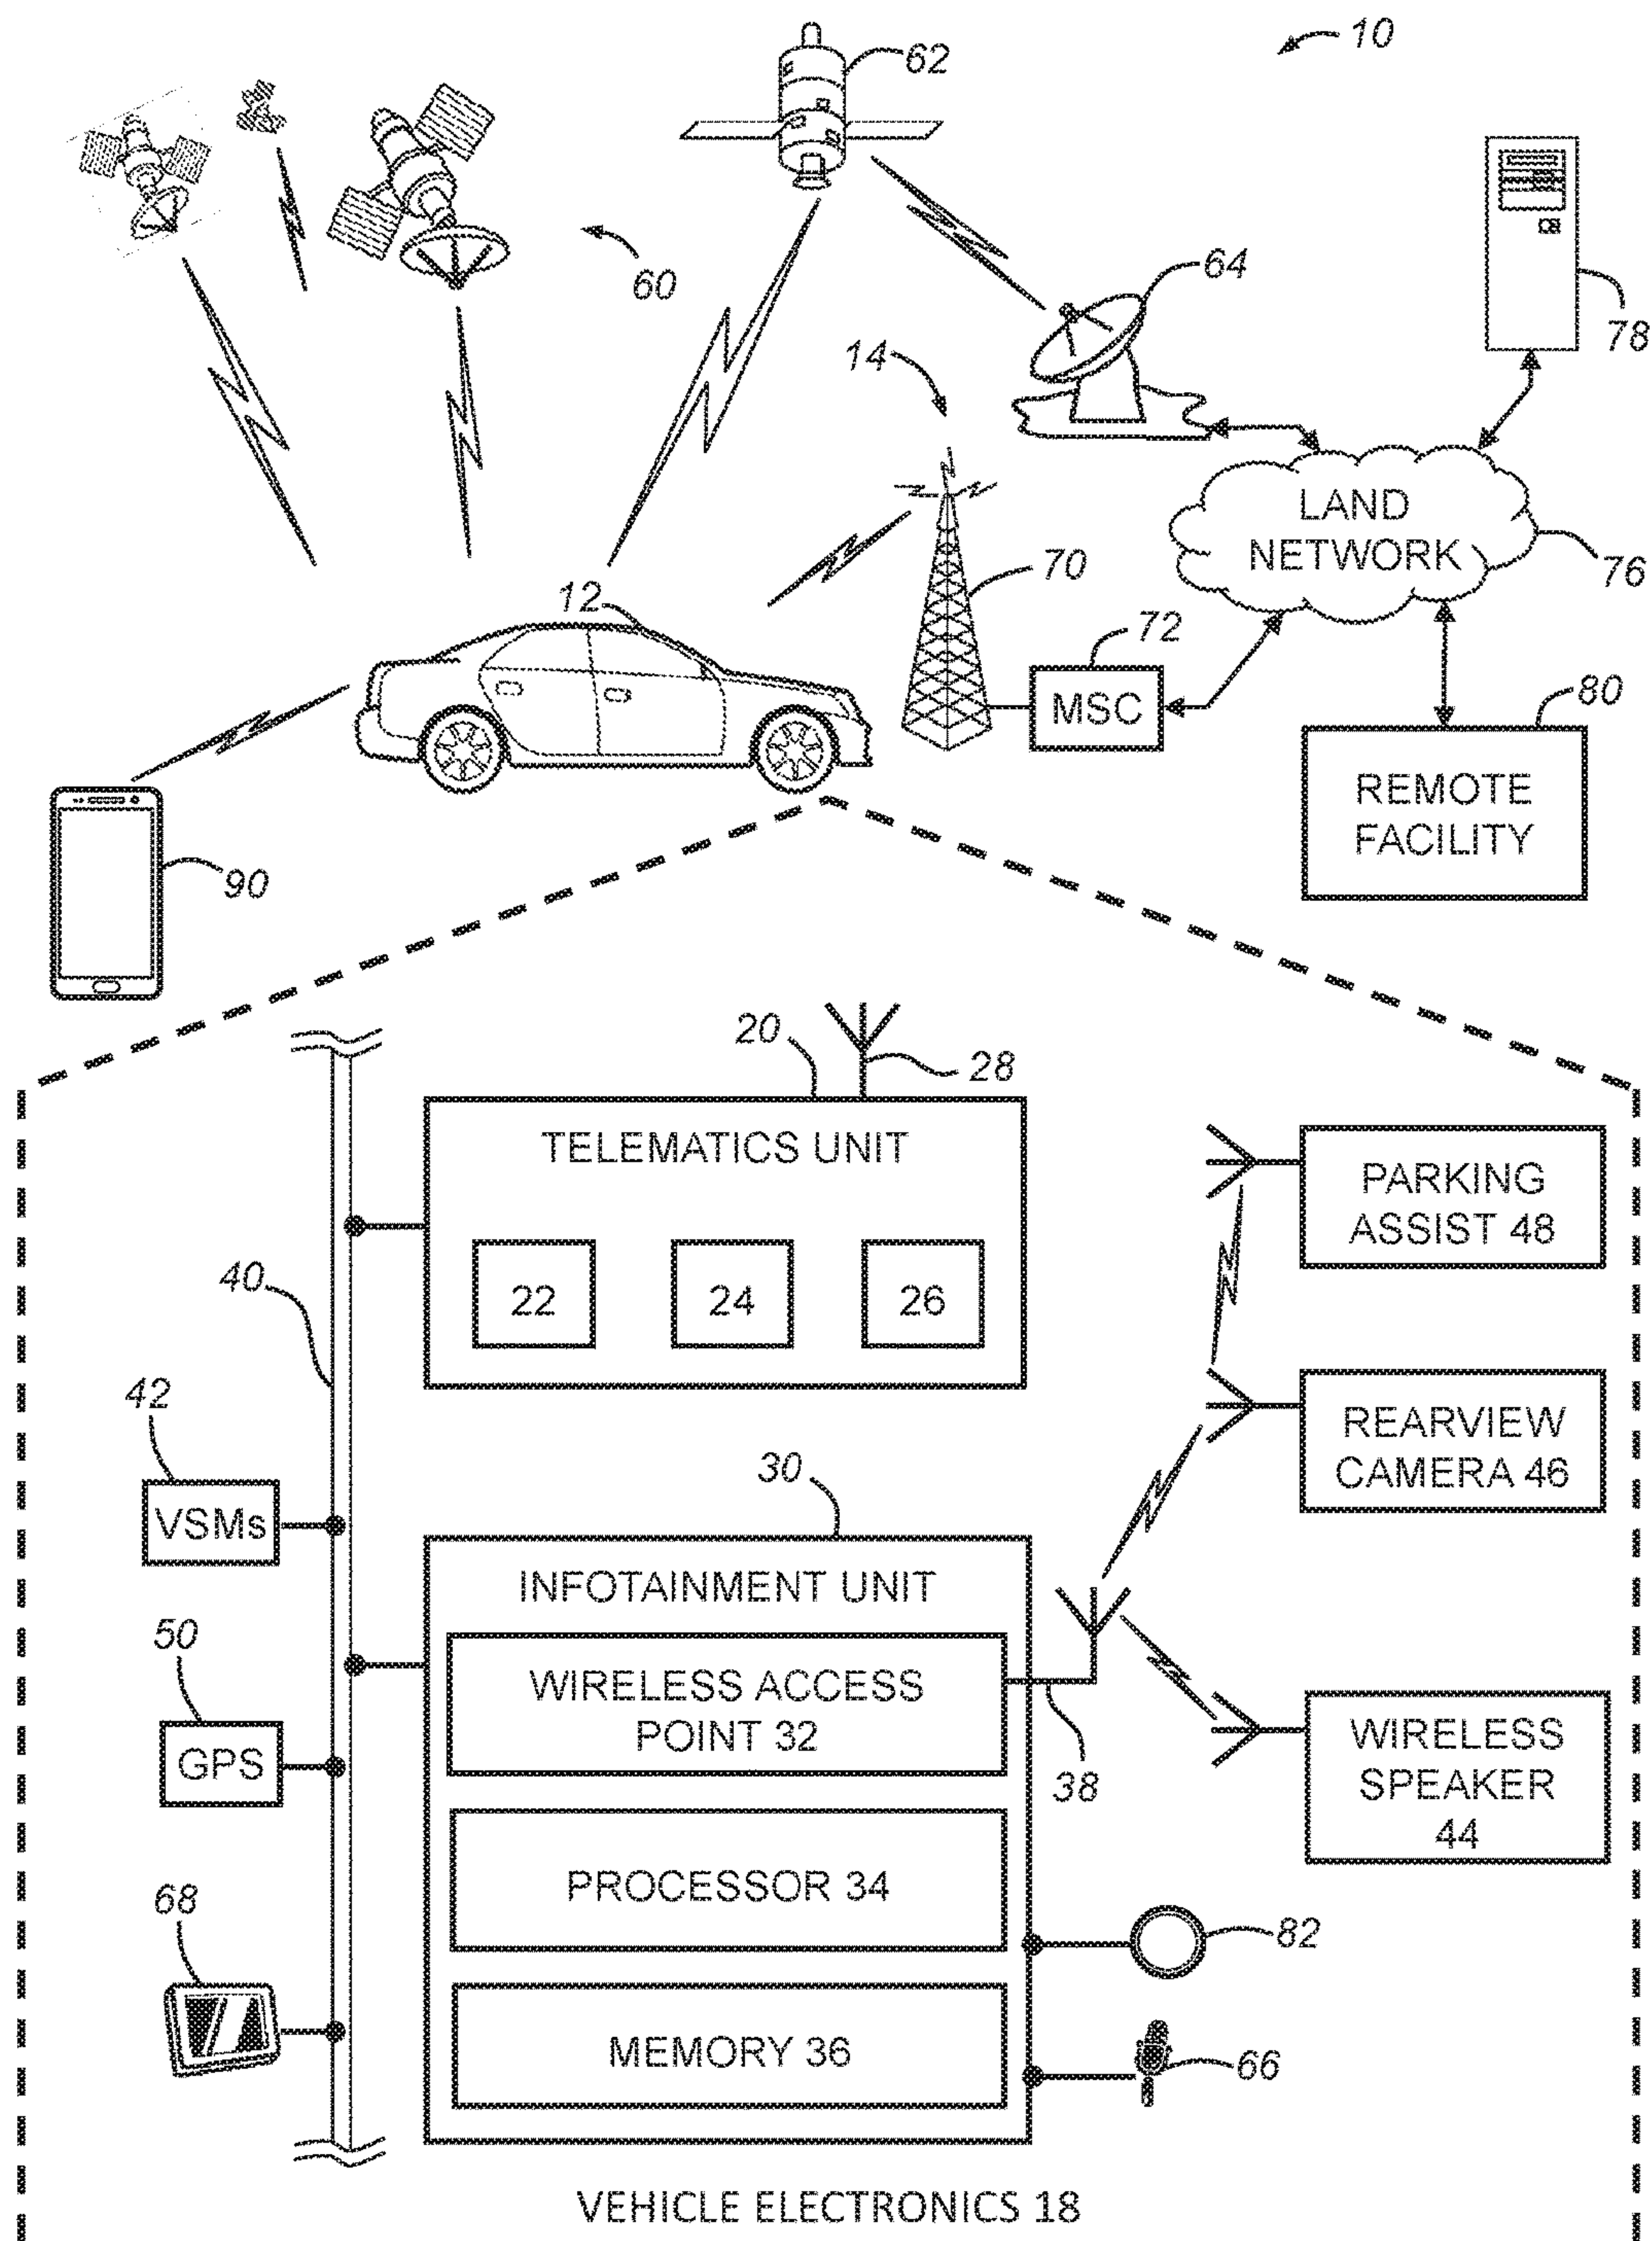 10
62
60
64
78
14
LAND
NETWORK
76
70
12
72
MSC
80
REMOTE
FACILITY
90
20
28
TELEMATICS UNIT
22
24
26
PARKING
ASSIST 48
40
42
VSMs
REARVIEW
CAMERA 46
30
INFOTAINMENT UNIT
WIRELESS ACCESS
POINT 32
38
50
GPS
WIRELESS
SPEAKER
44
PROCESSOR 34
68
82
MEMORY 36
66
VEHICLE ELECTRONICS 18